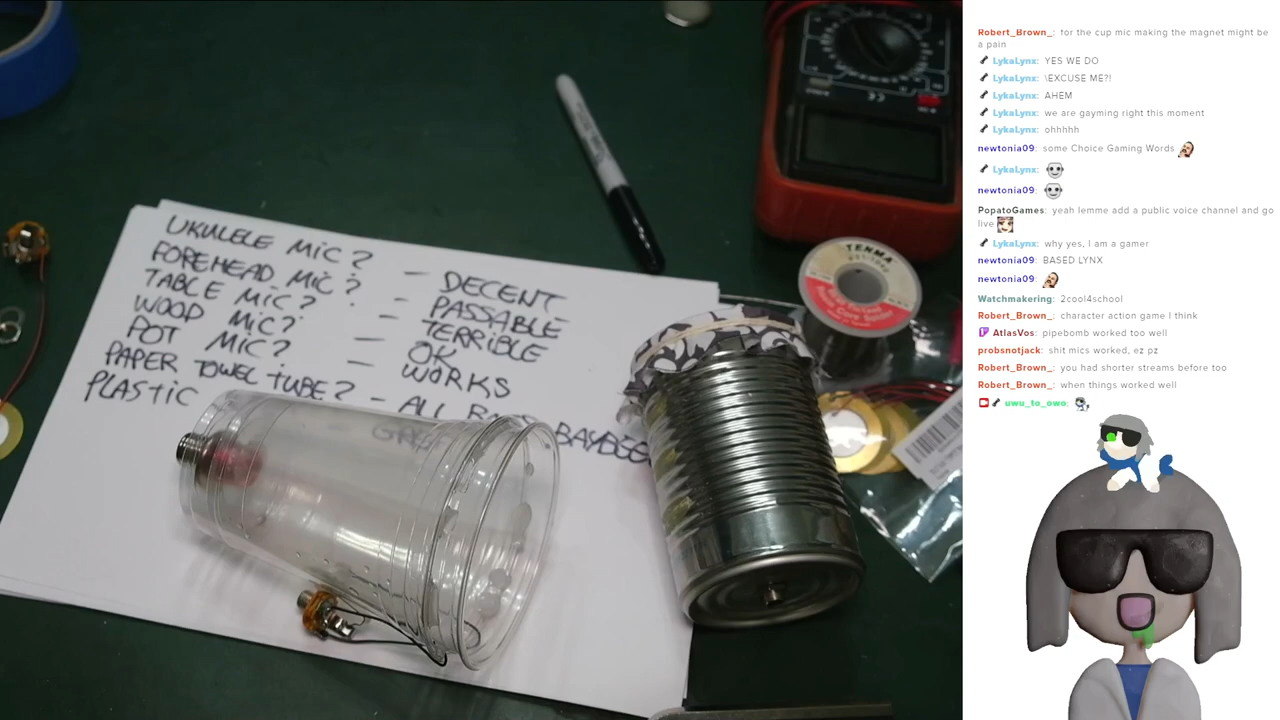 UKULELE MIC? - DECENT
FOREHEAD MIC? - PASSABLE
TABLE MIC? - TERRIBLE
WOOD MIC? - OK
POT MIC? - WORKS
PAPER TOWEL TUBE? - ALL BAYBEE
PLASTIC
TENMA
Robert_Brown_: for the cup mic making the magnet might be
a pain
LykaLynx: YES WE DO
LykaLynx: \EXCUSE ME?!
LykaLynx: AHEM
LykaLynx: we are gayming right this moment
LykaLynx: ohhhhh
newtonia09: some Choice Gaming Words
LykaLynx:
newtonia09:
PopatoGames: yeah lemme add a public voice channel and go
live
LykaLynx: why yes, I am a gamer
newtonia09: BASED LYNX
newtonia09:
Watchmakering: 2cool4school
Robert_Brown_: character action game I think
AtlasVos: pipebomb worked too well
probsnotjack: shit mics worked, ez pz
Robert_Brown_: you had shorter streams before too
Robert_Brown_: when things worked well
uwu_to_owo: